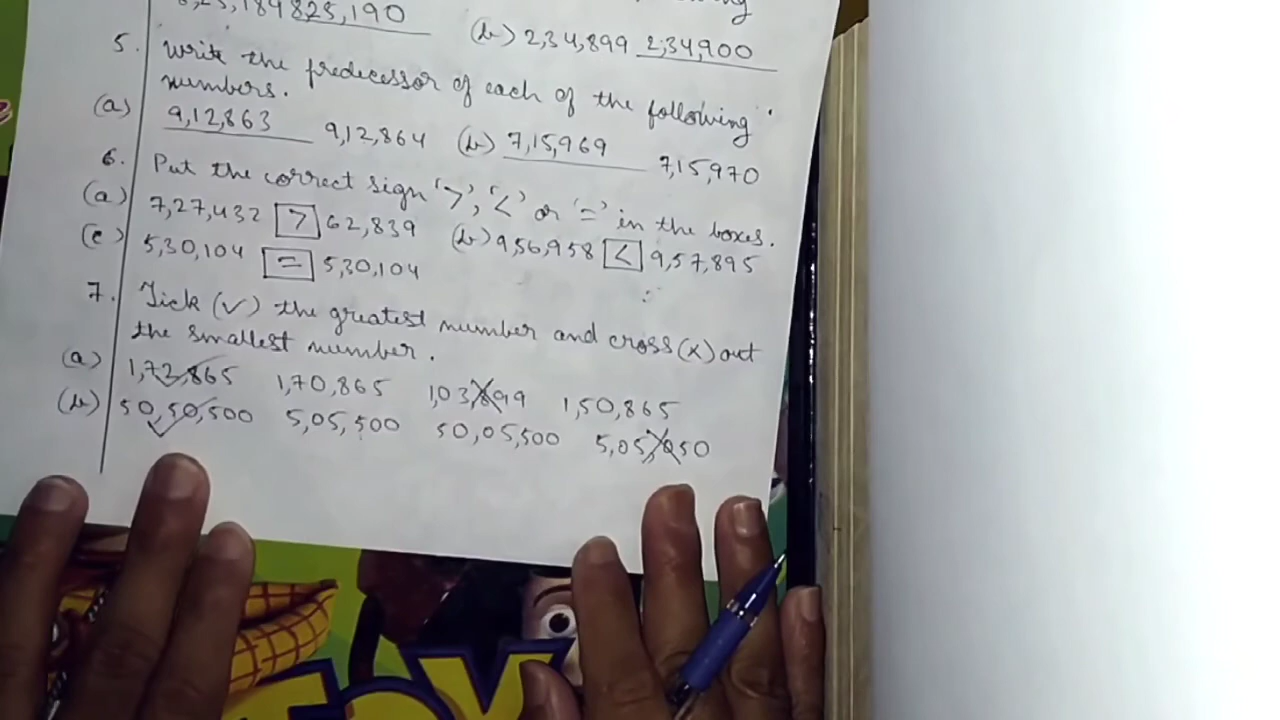 825,190
(b) 2,34,899 2,34,900
5. Write the predecessor of each of the following
numbers.
(a) 9,12,863 9,12,864 (b) 7,15,969 7,15,970
6. Put the correct sign '>', '<' or '=' in the boxes.
(a) 7,27,432 > 62,839 (b) 9,56,958 < 9,57,895
(c) 5,30,104 = 5,30,104
7. Tick (✓) the greatest number and cross (x) out
the smallest number.
(a) 1,72,865 1,70,865 1,03,899 1,50,865
(b) 50,50,500 5,05,500 50,05,500 5,05,050
TOY